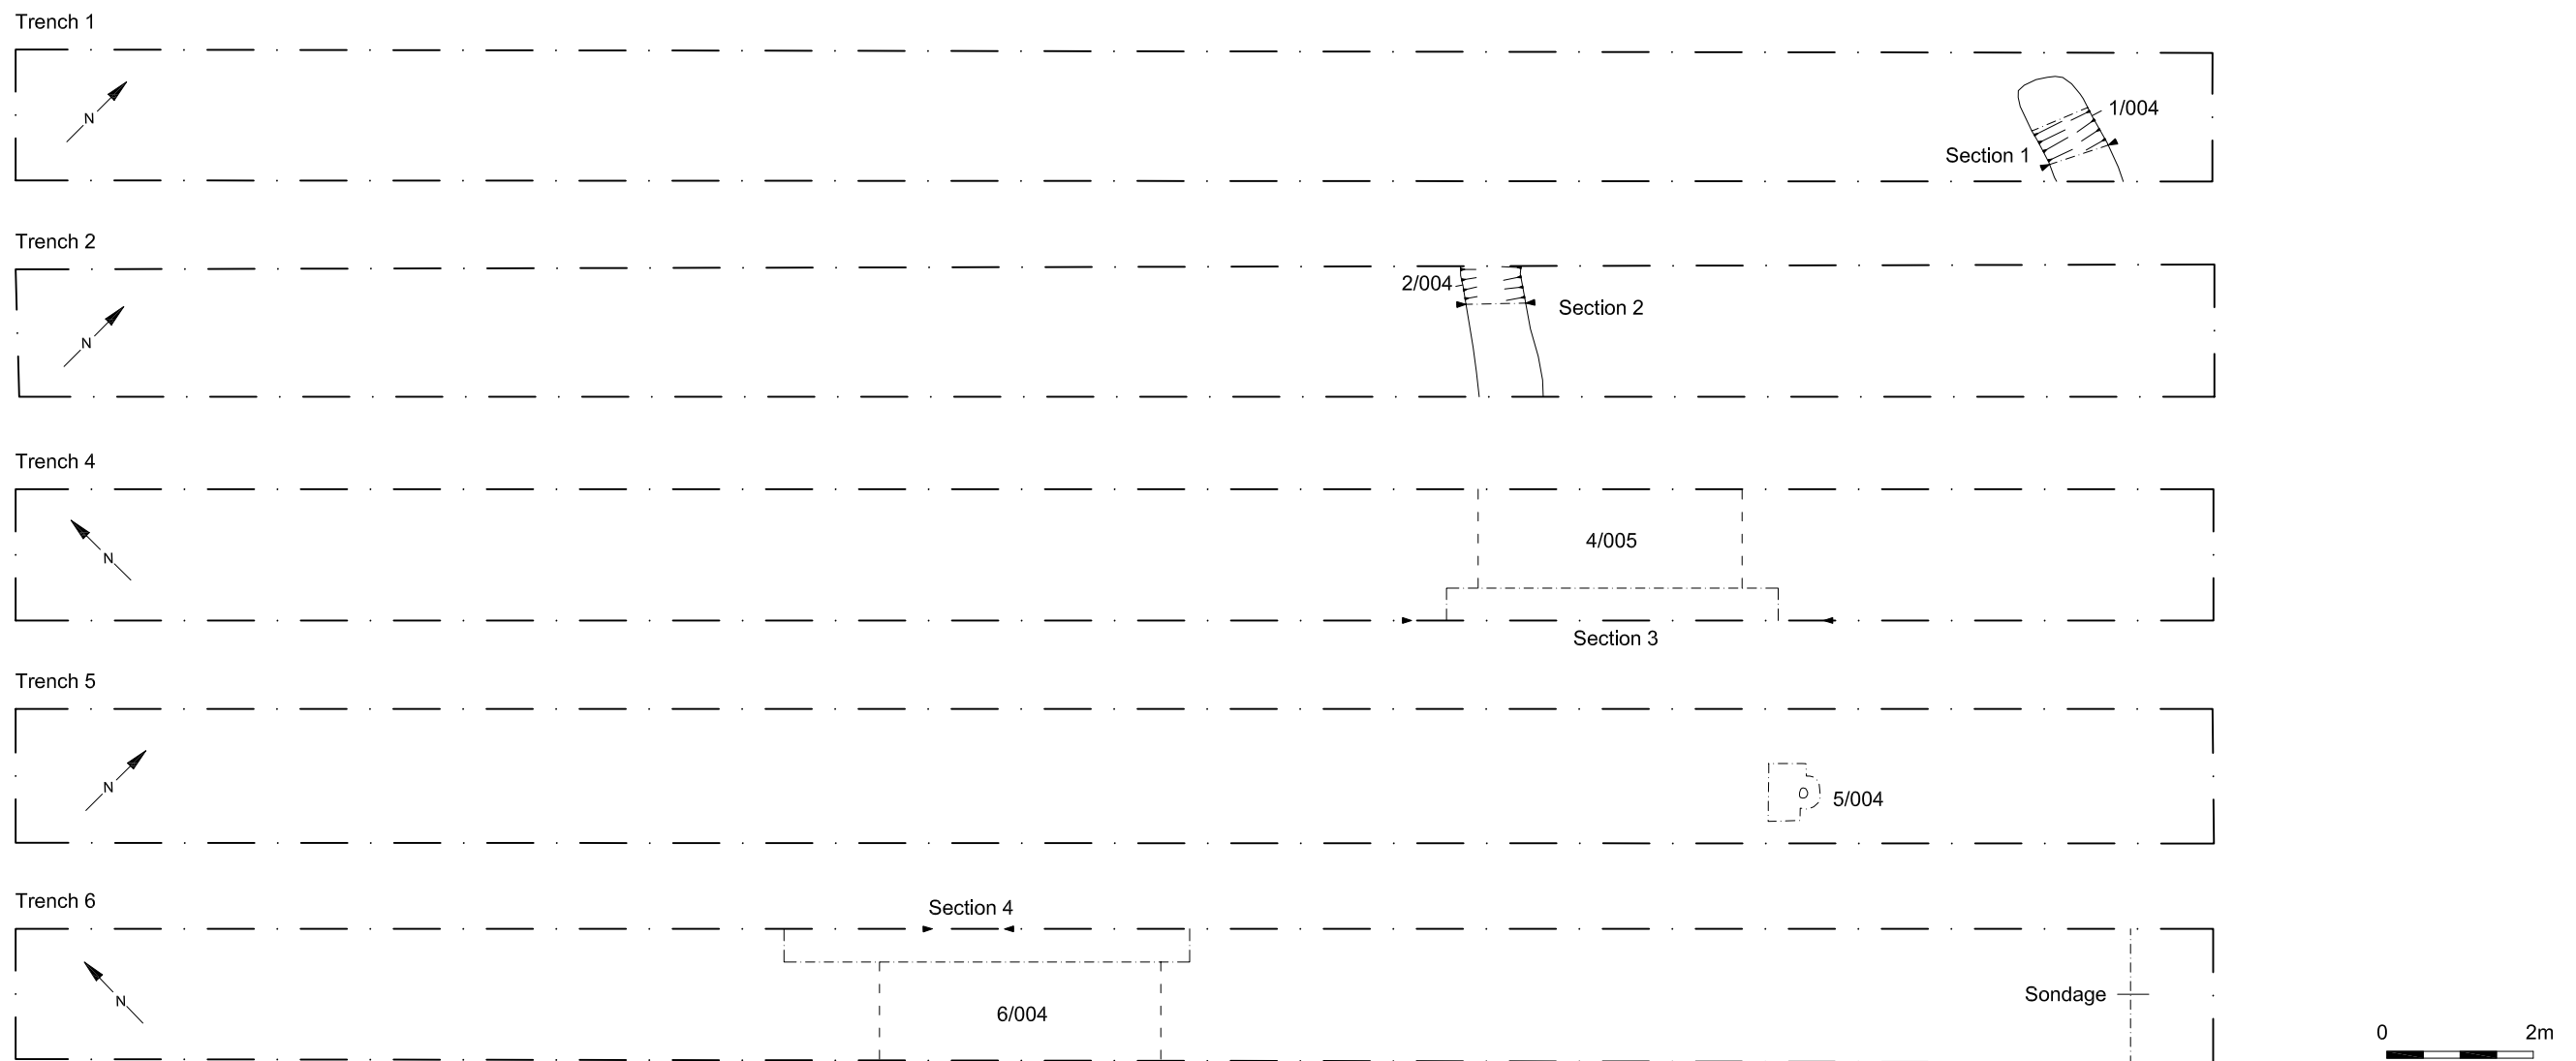 Trench 1
N
1/004
Section 1
Trench 2
2/004
Section 2
N
Trench 4
4/005
N
Section 3
Trench 5
N
5/004
Trench 6
Section 4
Sondage
N
6/004
0 2m